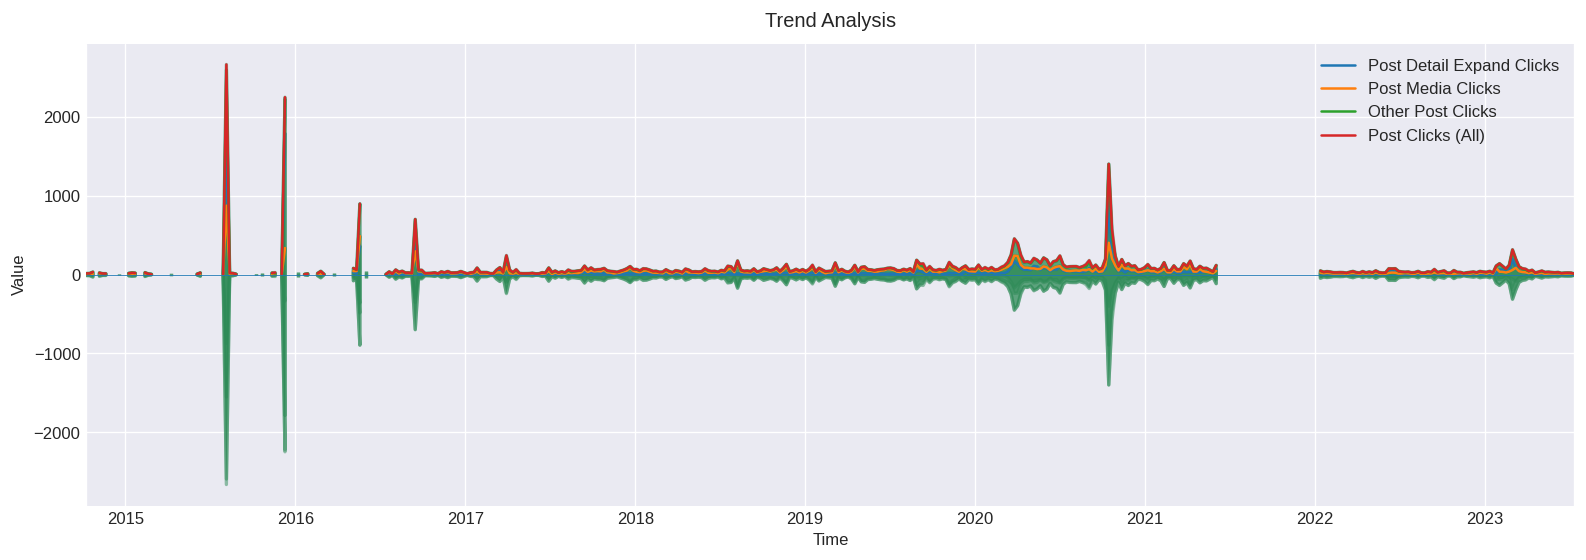 Trend Analysis
Post Detail Expand Clicks
Post Media Clicks
Other Post Clicks
Post Clicks (All)
Value
2000
1000
0
−1000
−2000
2015 2016 2017 2018 2019 2020 2021 2022 2023
Time